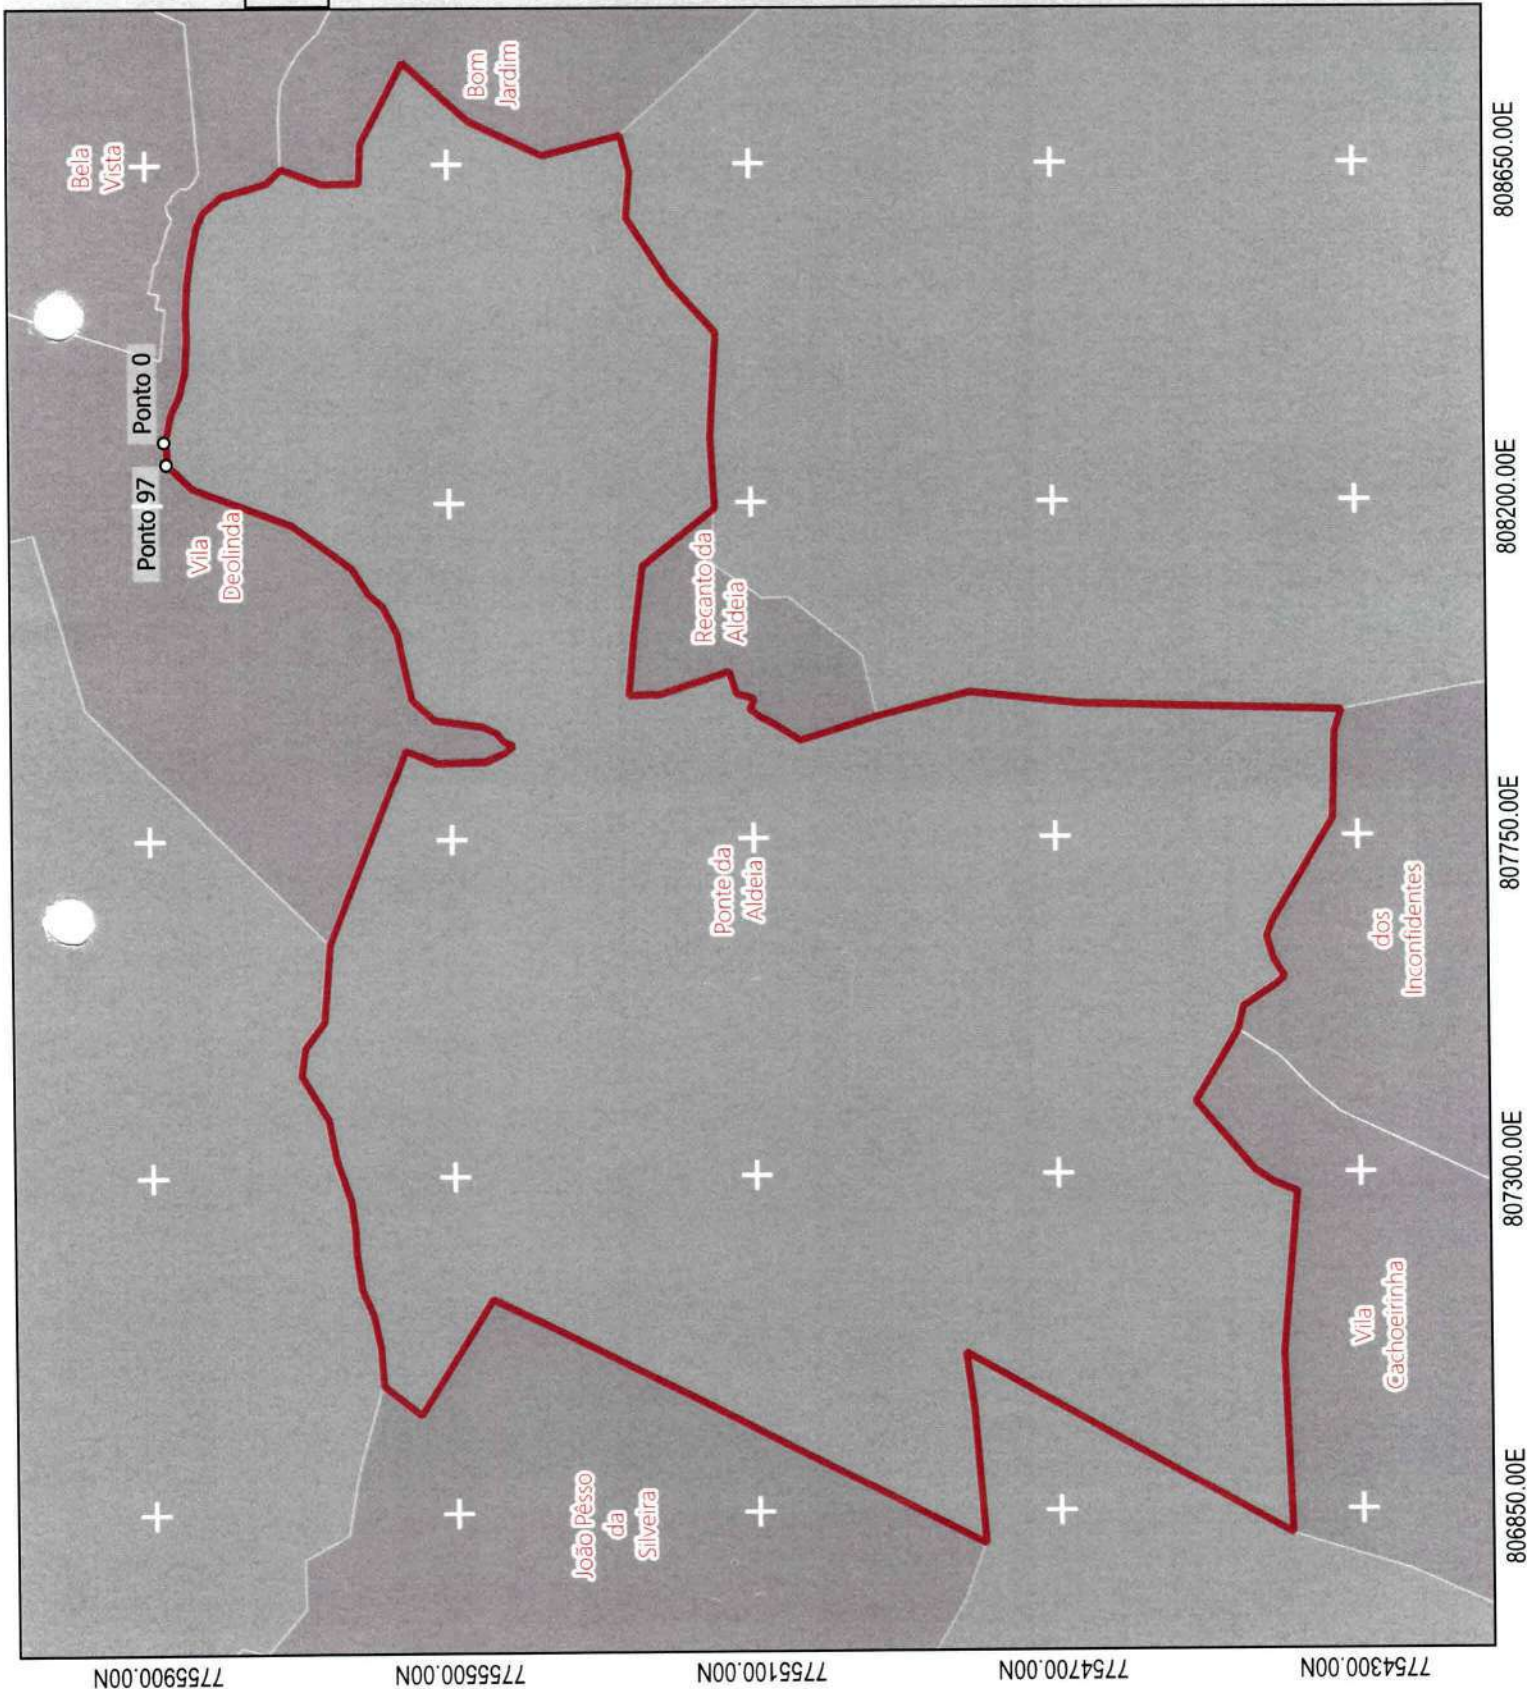 Bela
Vista
Bom
Jardim
Ponto 0
Ponto 97
Vila
Deolinda
Recanto da
Aldeia
Ponte da
Aldeia
dos
Inconfidentes
João Pêsso
da
Silveira
Vila
Cachoeirinha
808650.00E
808200.00E
807750.00E
807300.00E
806850.00E
7755900.00N
7755500.00N
7755100.00N
7754700.00N
7754300.00N